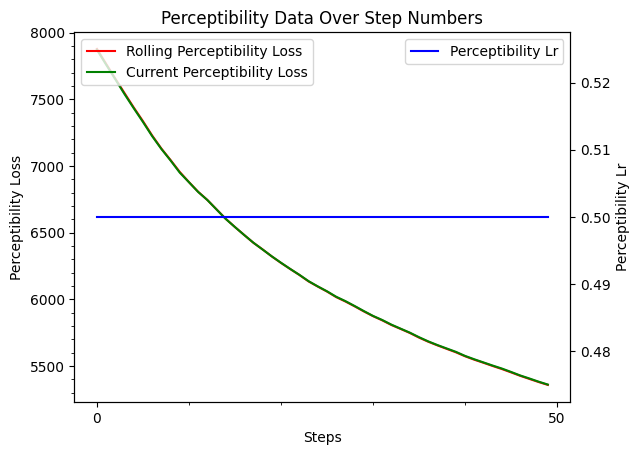 Perceptibility Data Over Step Numbers
Rolling Perceptibility Loss
Current Perceptibility Loss
Perceptibility Lr
8000
7500
7000
6500
6000
5500
Perceptibility Loss
0.52
0.51
0.50
0.49
0.48
Perceptibility Lr
0
50
Steps